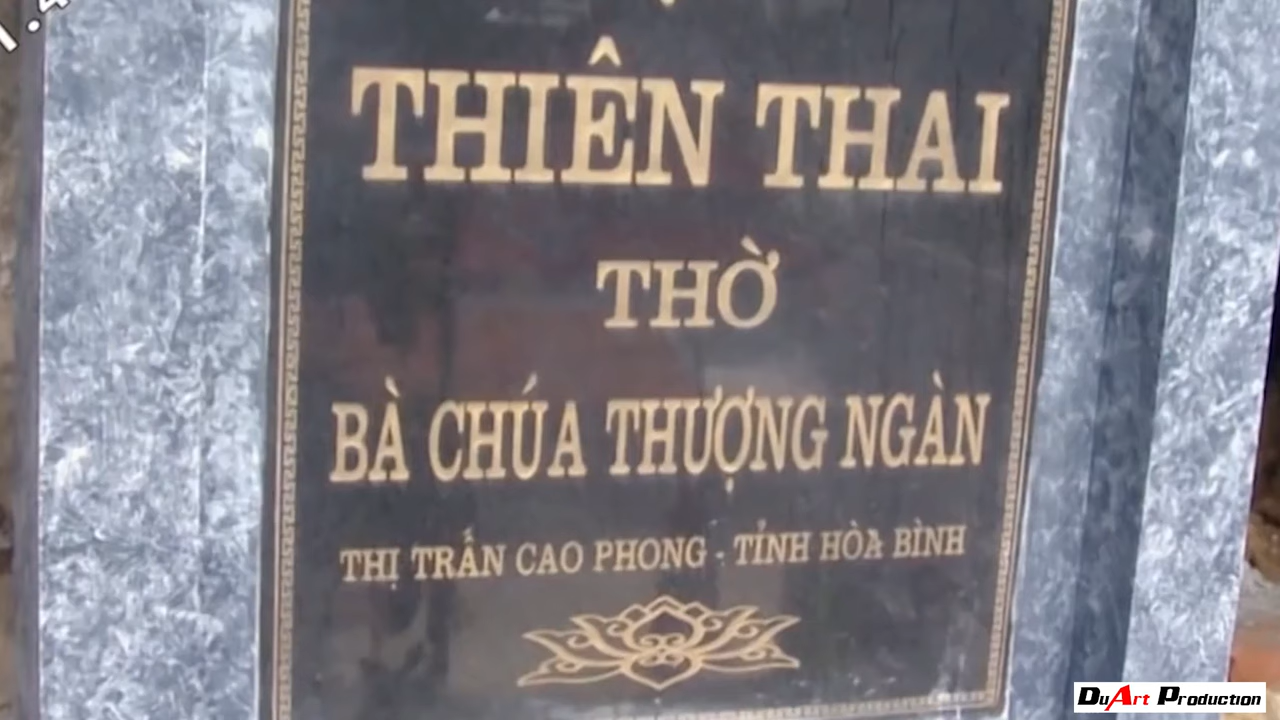 THIÊN THAI
THỜ
BÀ CHÚA THƯỢNG NGÀN
THỊ TRẤN CAO PHONG - TỈNH HÒA BÌNH
DuArt Production